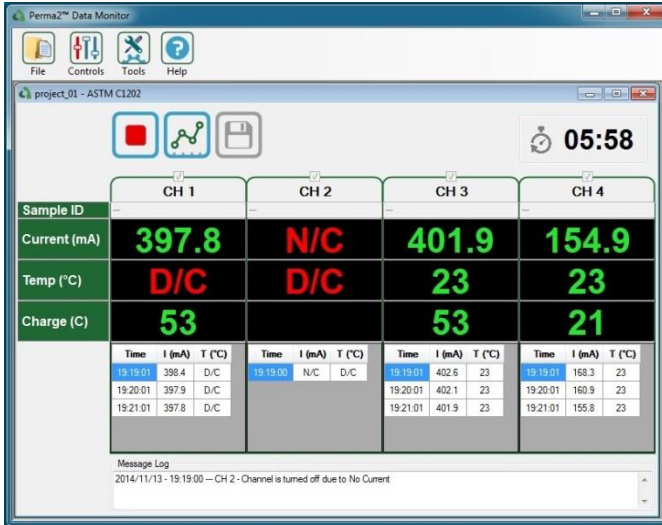 Perma2™ Data Monitor
File Controls Tools Help
project_01 - ASTM C1202
05:58
CH 1 CH 2 CH 3 CH 4
Sample ID --- --- --- ---
Current (mA) 397.8 N/C 401.9 154.9
Temp (°C) D/C D/C 23 23
Charge (C) 53 53 21
Time I (mA) T (°C) Time I (mA) T (°C) Time I (mA) T (°C) Time I (mA) T (°C)
19:19:01 398.4 D/C 19:19:00 N/C D/C 19:19:01 402.6 23 19:19:01 168.3 23
19:20:01 397.9 D/C 19:20:01 402.1 23 19:20:01 160.9 23
19:21:01 397.8 D/C 19:21:01 401.9 23 19:21:01 155.8 23
Message Log
2014/11/13 - 19:19:00 --- CH 2 - Channel is turned off due to No Current